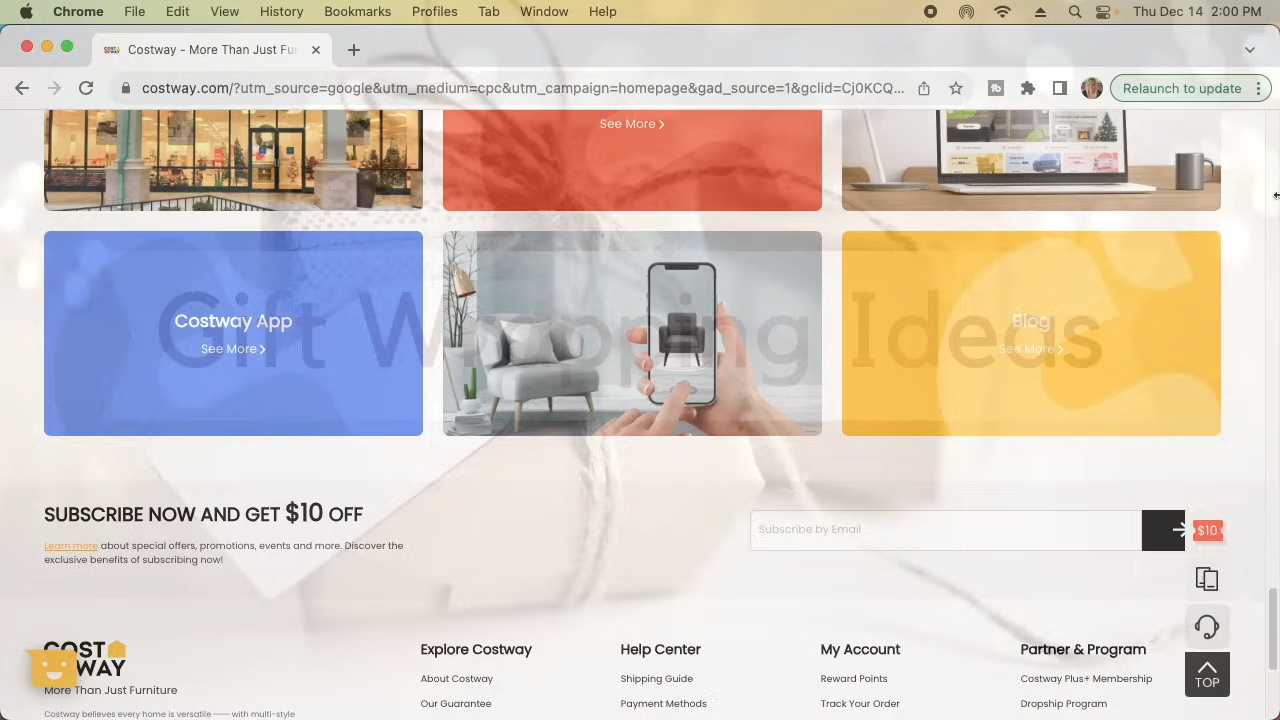 Chrome File Edit View History Bookmarks Profiles Tab Window Help Thu Dec 14 2:00 PM
Costway - More Than Just Fur
costway.com/?utm_source=google&utm_medium=cpc&utm_campaign=homepage&gad_source=1&gclid=Cj0KCQ... Relaunch to update
See More
Gift Wrapping Ideas
Costway App
See More
Blog
See More
SUBSCRIBE NOW AND GET $10 OFF
Learn more about special offers, promotions, events and more. Discover the
exclusive benefits of subscribing now!
Subscribe by Email
$10
COST
WAY
More Than Just Furniture
Costway believes every home is versatile —— with multi-style
Explore Costway
About Costway
Our Guarantee
Help Center
Shipping Guide
Payment Methods
My Account
Reward Points
Track Your Order
Partner & Program
Costway Plus+ Membership
Dropship Program
TOP